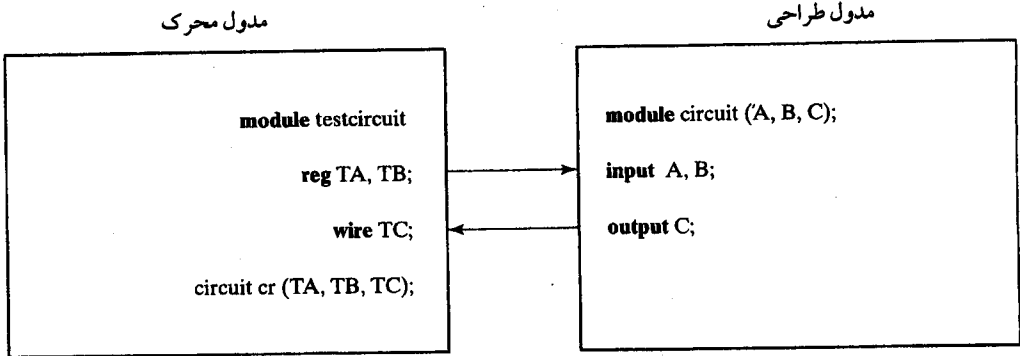 مدول محرک
module testcircuit
reg TA, TB;
wire TC;
circuit cr (TA, TB, TC);
مدول طراحی
module circuit (A, B, C);
input A, B;
output C;